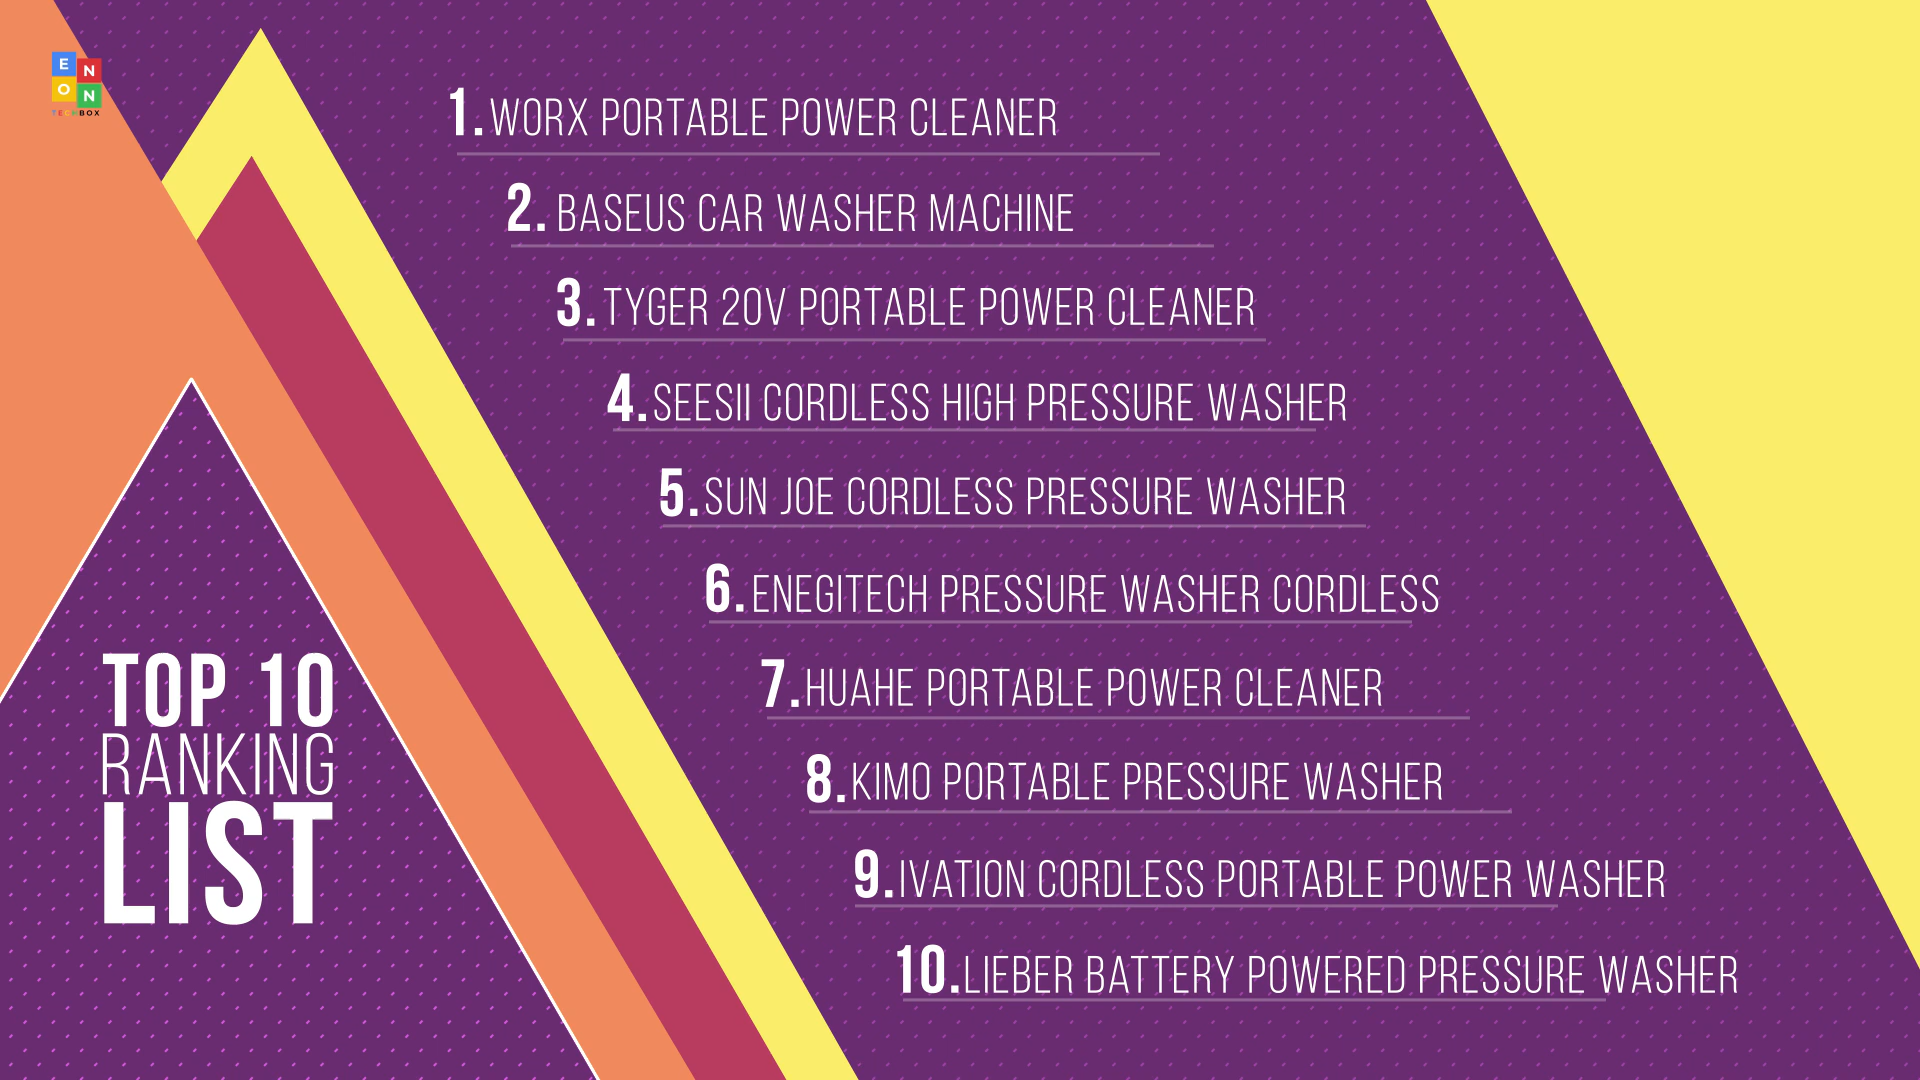 E N
O N
TECHBOX
1. WORX PORTABLE POWER CLEANER
2. BASEUS CAR WASHER MACHINE
3. TYGER 20V PORTABLE POWER CLEANER
4. SEESII CORDLESS HIGH PRESSURE WASHER
5. SUN JOE CORDLESS PRESSURE WASHER
6. ENEGITECH PRESSURE WASHER CORDLESS
7. HUAHE PORTABLE POWER CLEANER
8. KIMO PORTABLE PRESSURE WASHER
9. IVATION CORDLESS PORTABLE POWER WASHER
10. LIEBER BATTERY POWERED PRESSURE WASHER
TOP 10
RANKING
LIST